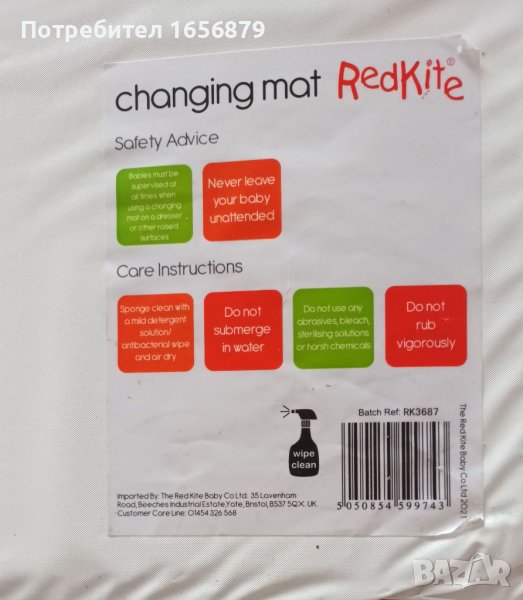 Потребител 1656879
changing mat RedKite®
Safety Advice
Babies must be
supervised at
all times when
using a changing
mat on a dresser
or other raised
surfaces
Never leave
your baby
unattended
Care Instructions
Sponge clean with
a mild detergent
solution/
antibacterial wipe
and air dry
Do not
submerge
in water
Do not use any
abrasives, bleach,
sterilising solutions
or harsh chemicals
Do not
rub
vigorously
wipe
clean
Batch Ref: RK3687
5 050854 599743
The Red Kite Baby Co Ltd 2021
Imported By: The Red Kite Baby Co Ltd. 35 Lavenham
Road, Beeches Industrial Estate,Yate, Bristol, BS37 5QX. UK.
Customer Care Line: 01454 326 568
BAZAR